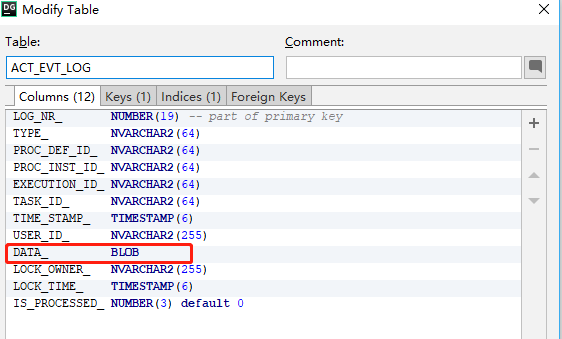 DG Modify Table
Table: Comment:
ACT_EVT_LOG
Columns (12) Keys (1) Indices (1) Foreign Keys
LOG_NR_ NUMBER(19) -- part of primary key
TYPE_ NVARCHAR2(64)
PROC_DEF_ID_ NVARCHAR2(64)
PROC_INST_ID_ NVARCHAR2(64)
EXECUTION_ID_ NVARCHAR2(64)
TASK_ID_ NVARCHAR2(64)
TIME_STAMP_ TIMESTAMP(6)
USER_ID_ NVARCHAR2(255)
DATA_ BLOB
LOCK_OWNER_ NVARCHAR2(255)
LOCK_TIME_ TIMESTAMP(6)
IS_PROCESSED_ NUMBER(3) default 0